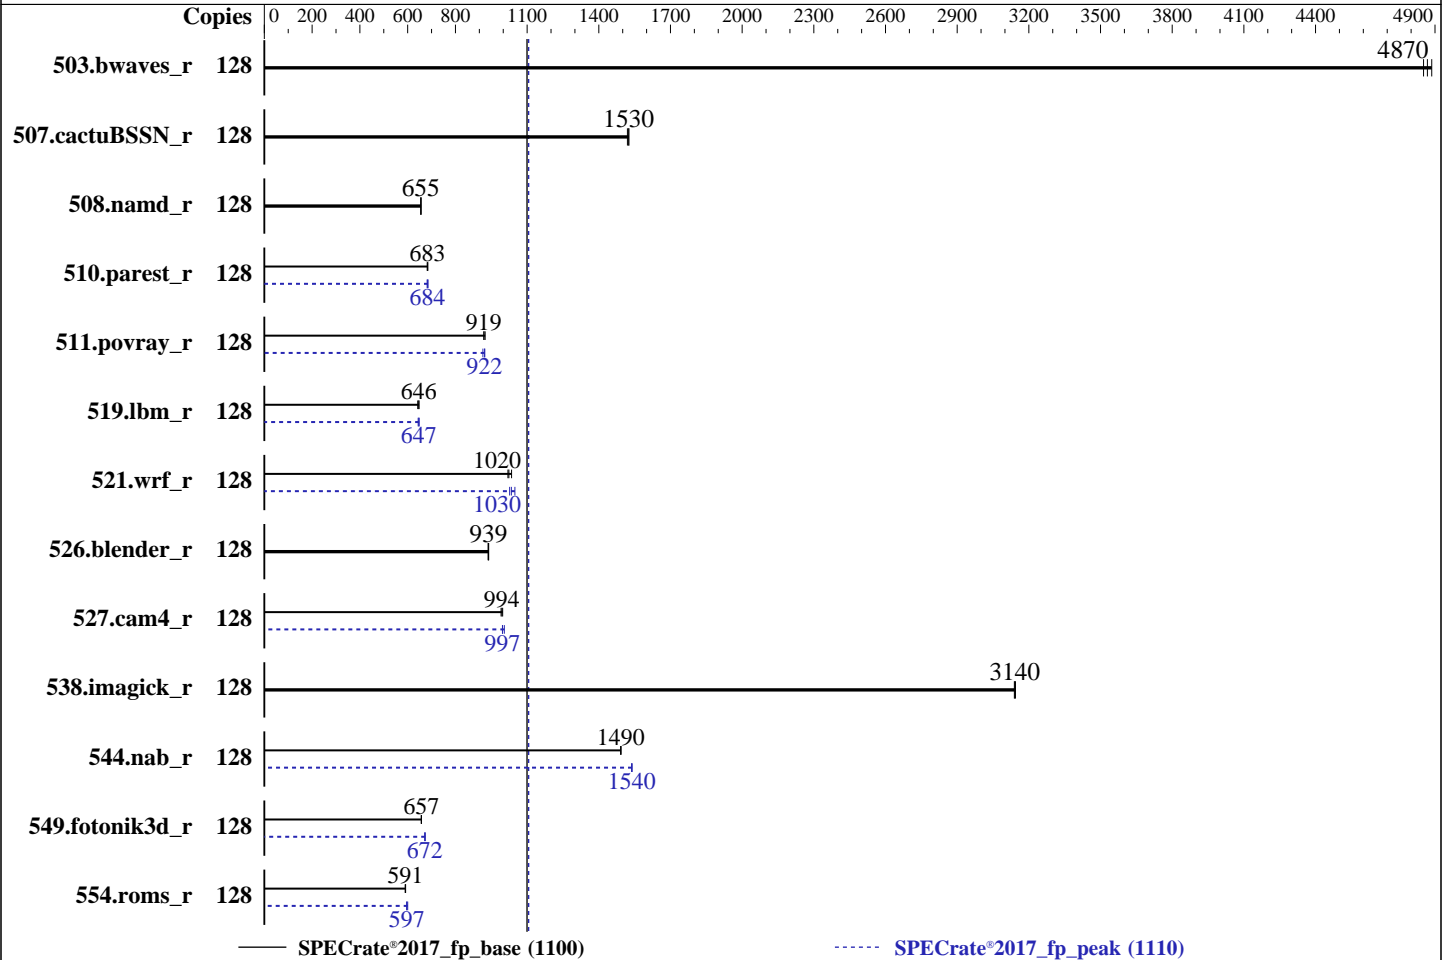 Copies 0 200 400 600 800 1100 1400 1700 2000 2300 2600 2900 3200 3500 3800 4100 4400 4900
503.bwaves_r 128 4870
507.cactuBSSN_r 128 1530
508.namd_r 128 655
510.parest_r 128 683
684
511.povray_r 128 919
922
519.lbm_r 128 646
647
521.wrf_r 128 1020
1030
526.blender_r 128 939
527.cam4_r 128 994
997
538.imagick_r 128 3140
544.nab_r 128 1490
1540
549.fotonik3d_r 128 657
672
554.roms_r 128 591
597
SPECrate®2017_fp_base (1100) SPECrate®2017_fp_peak (1110)